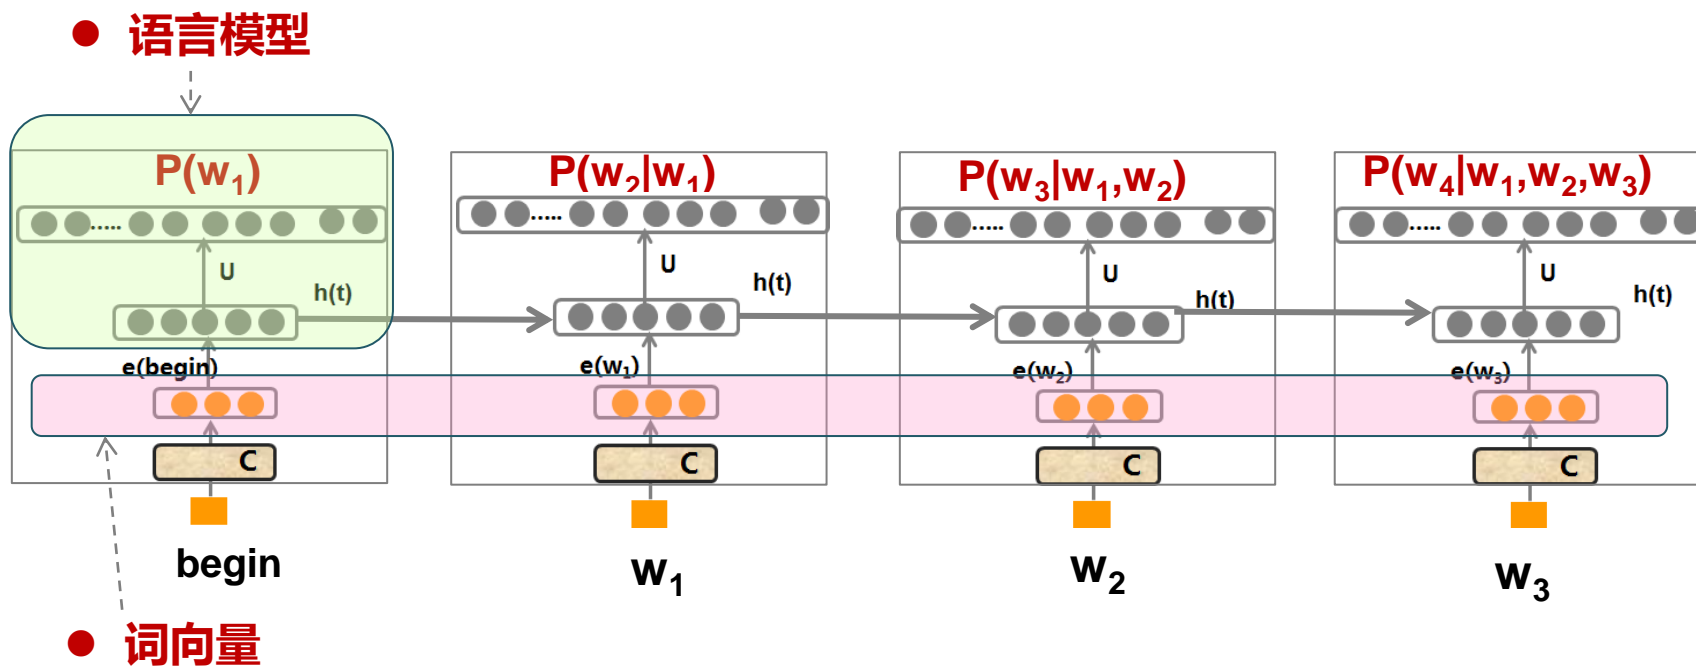 ● 语言模型
P(w₁) P(w₂|w₁) P(w₃|w₁,w₂) P(w₄|w₁,w₂,w₃)
..... ..... ..... .....
U U U U
h(t) h(t) h(t) h(t)
e(begin) e(w₁) e(w₂) e(w₃)
C C C C
begin w₁ w₂ w₃
● 词向量